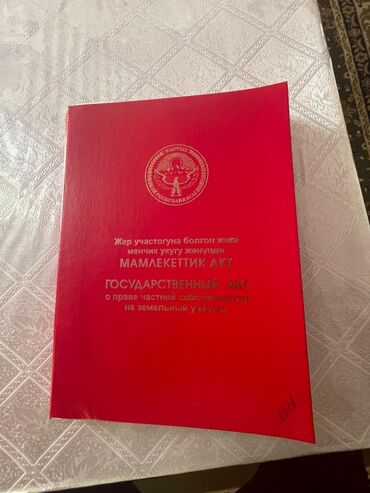 Жер участогуна болгон жеке
менчик укугу жөнүндө
МАМЛЕКЕТТИК АКТ
ГОСУДАРСТВЕННЫЙ АКТ
о праве частной собственности
на земельный участок